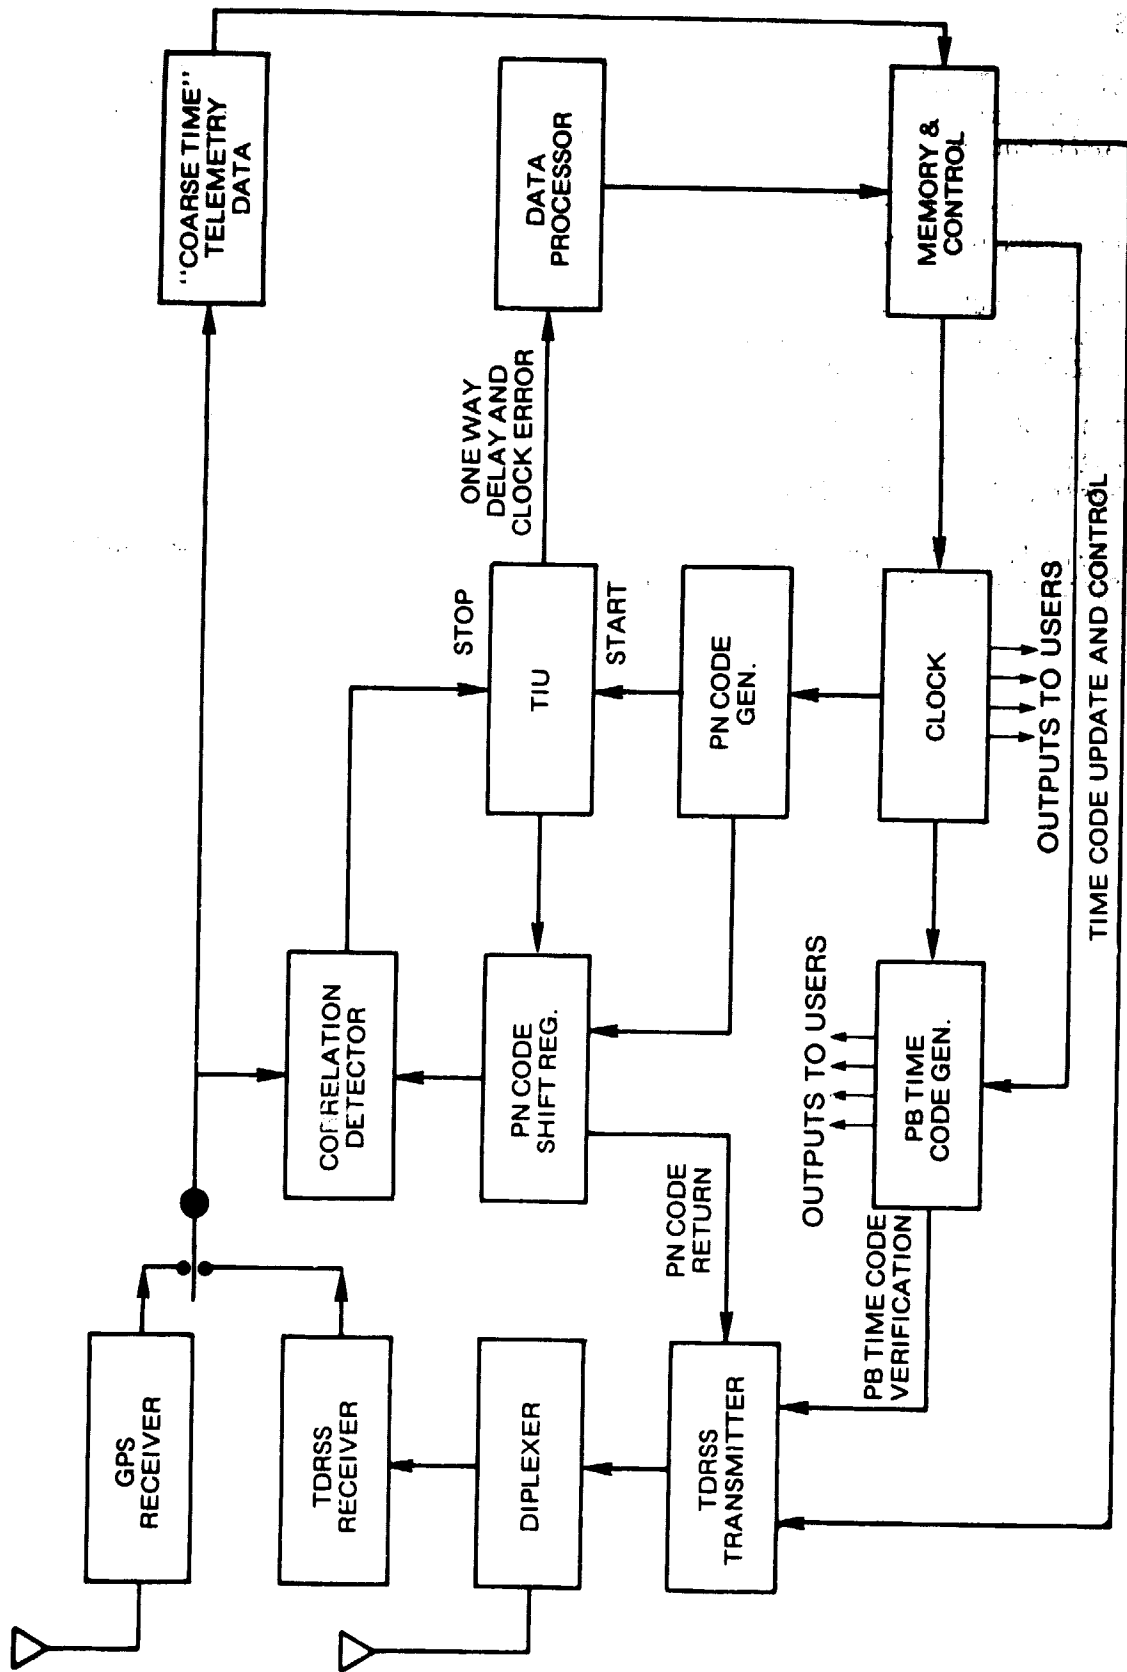 GPS
RECEIVER
TDRSS
RECEIVER
DIPLEXER
TDRSS
TRANSMITTER
"COARSE TIME"
TELEMETRY
DATA
CORRELATION
DETECTOR
STOP
PN CODE
SHIFT REG.
TIU
START
ONE WAY
DELAY AND
CLOCK ERROR
DATA
PROCESSOR
PN CODE
RETURN
PN CODE
GEN.
OUTPUTS TO USERS
PB TIME CODE
VERIFICATION
PB TIME
CODE GEN.
CLOCK
MEMORY &
CONTROL
OUTPUTS TO USERS
TIME CODE UPDATE AND CONTROL